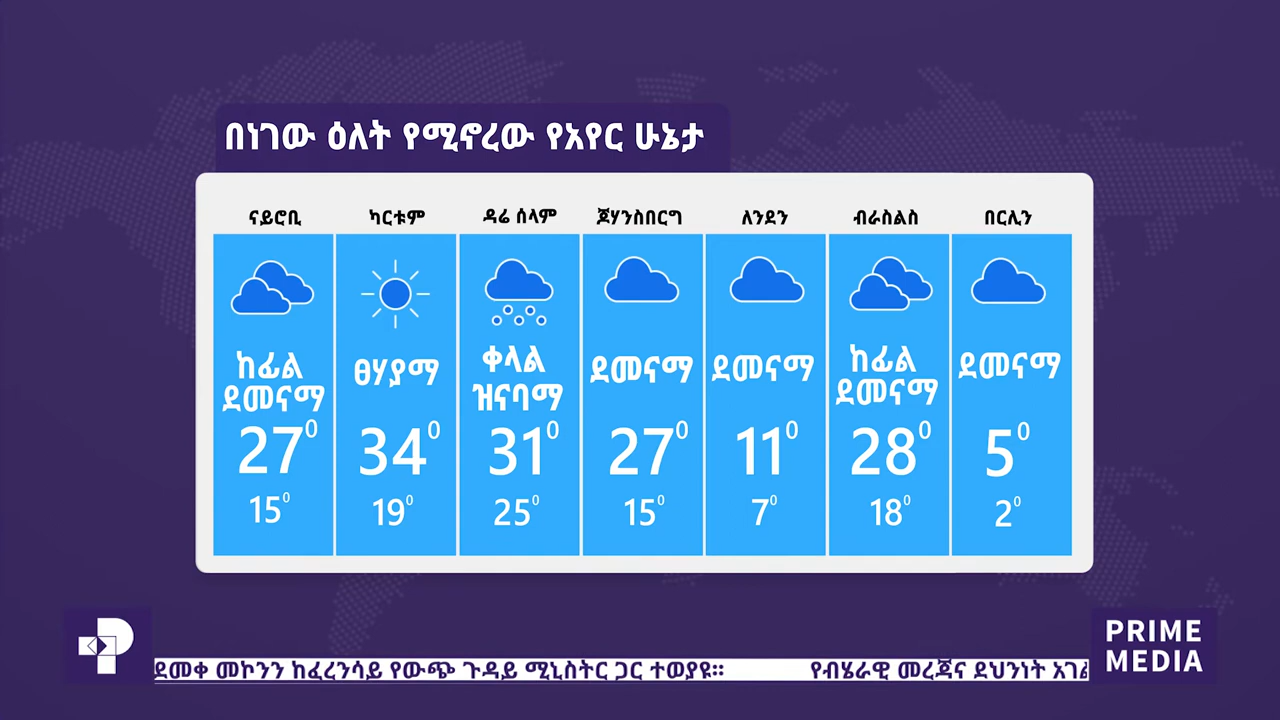 በነገው ዕለት የሚኖረው የአየር ሁኔታ
ናይሮቢ ካርቱም ዳሬ ሰላም ጆሃንስበርግ ለንደን ብራስልስ በርሊን
ከፊል ደመናማ
27⁰
15⁰
ፀሃያማ
34⁰
19⁰
ቀላል
ዝናባማ
31⁰
25⁰
ደመናማ
27⁰
15⁰
ደመናማ
11⁰
7⁰
ከፊል
ደመናማ
28⁰
18⁰
ደመናማ
5⁰
2⁰
ደመቀ መኮንን ከፈረንሳይ የውጭ ጉዳይ ሚኒስትር ጋር ተወያዩ። የብሄራዊ መረጃና ደህንነት
PRIME
MEDIA